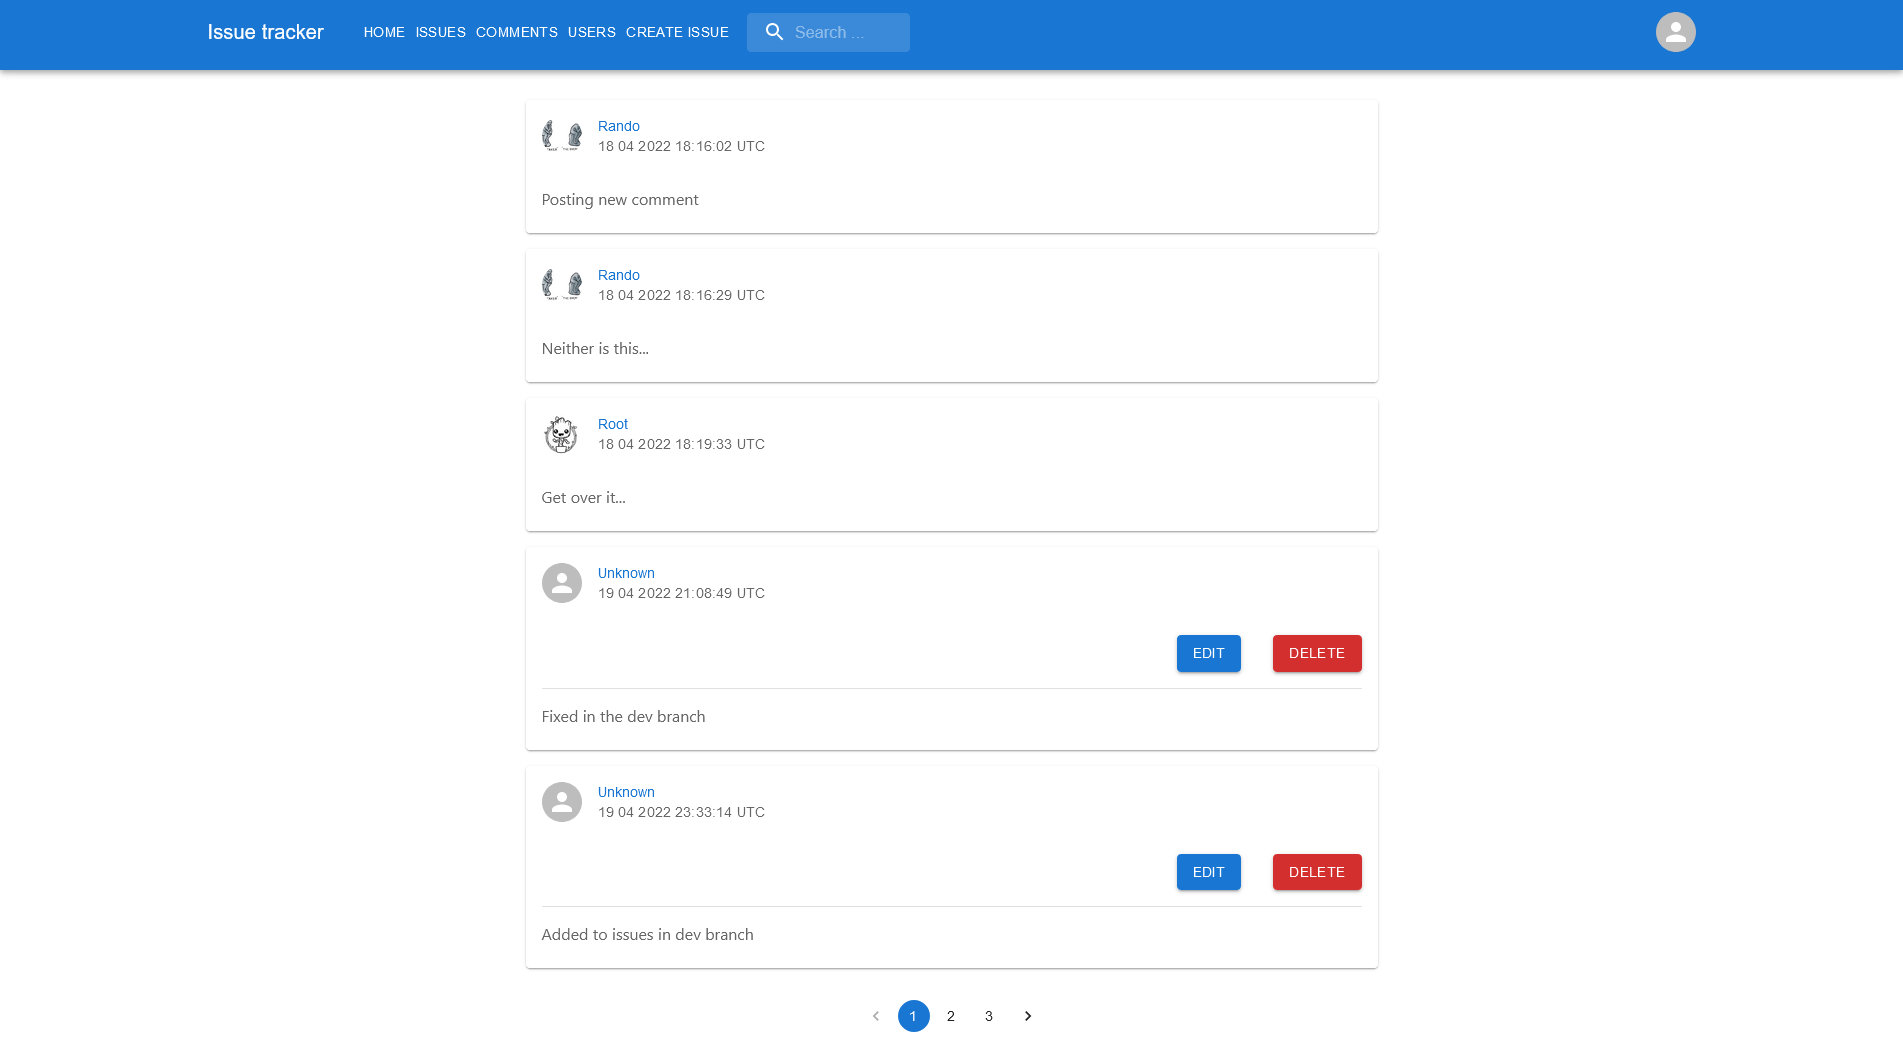 Issue tracker
HOME ISSUES COMMENTS USERS CREATE ISSUE
Search ...
Rando
18 04 2022 18:16:02 UTC
Posting new comment
Rando
18 04 2022 18:16:29 UTC
Neither is this...
Root
18 04 2022 18:19:33 UTC
Get over it...
Unknown
19 04 2022 21:08:49 UTC
EDIT DELETE
Fixed in the dev branch
Unknown
19 04 2022 23:33:14 UTC
EDIT DELETE
Added to issues in dev branch
1 2 3